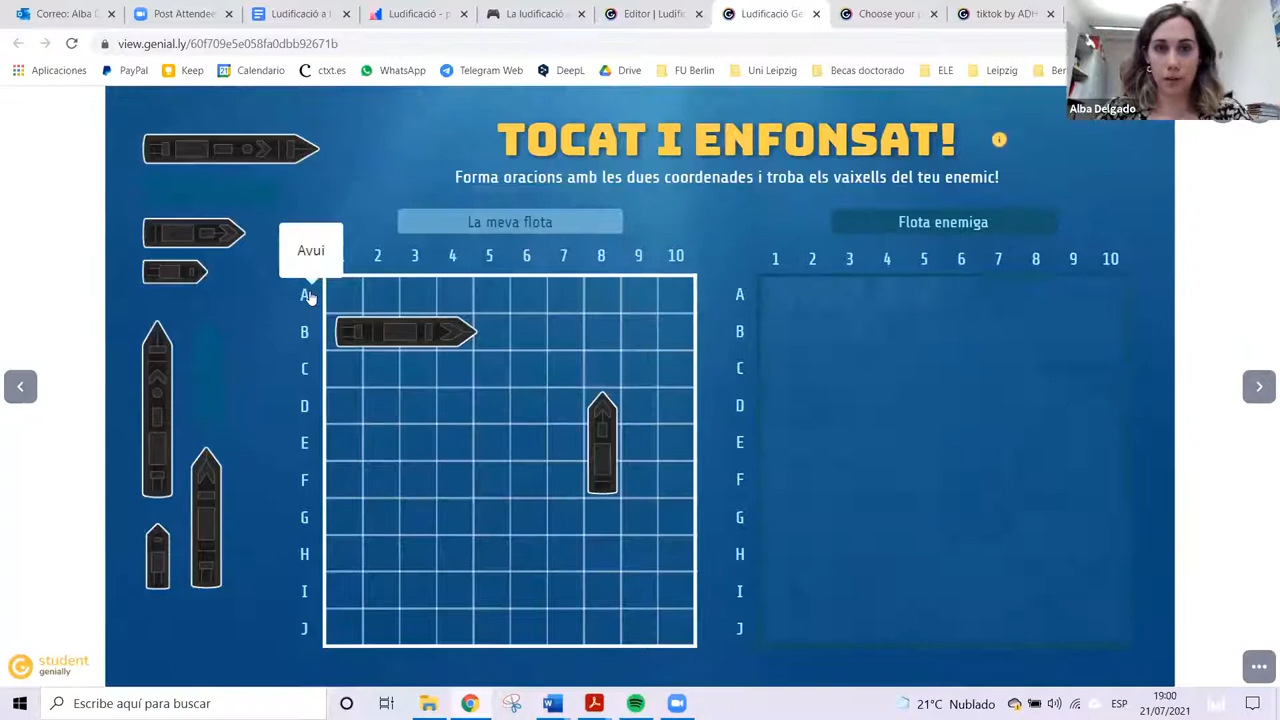 Correo: Alba C
Post Attendee
Ludificació d
Ludificació - p
La ludificació
Editor | Ludific
Ludificació Ge
Choose your p
tiktok by ADH
view.genial.ly/60f709e5e058fa0dbb92671b
Aplicaciones
PayPal
Keep
Calendario
ctxt.es
WhatsApp
Telegram Web
DeepL
Drive
FU Berlin
Uni Leipzig
Becas doctorado
ELE
Leipzig
Ber
Alba Delgado
TOCAT I ENFONSAT!
Forma oracions amb les dues coordenades i troba els vaixells del teu enemic!
La meva flota
Flota enemiga
Avui
2 3 4 5 6 7 8 9 10
1 2 3 4 5 6 7 8 9 10
A
B
C
D
E
F
G
H
I
J
A
B
C
D
E
F
G
H
I
J
student
genially
Escribe aquí para buscar
21°C Nublado
ESP
19:00
21/07/2021